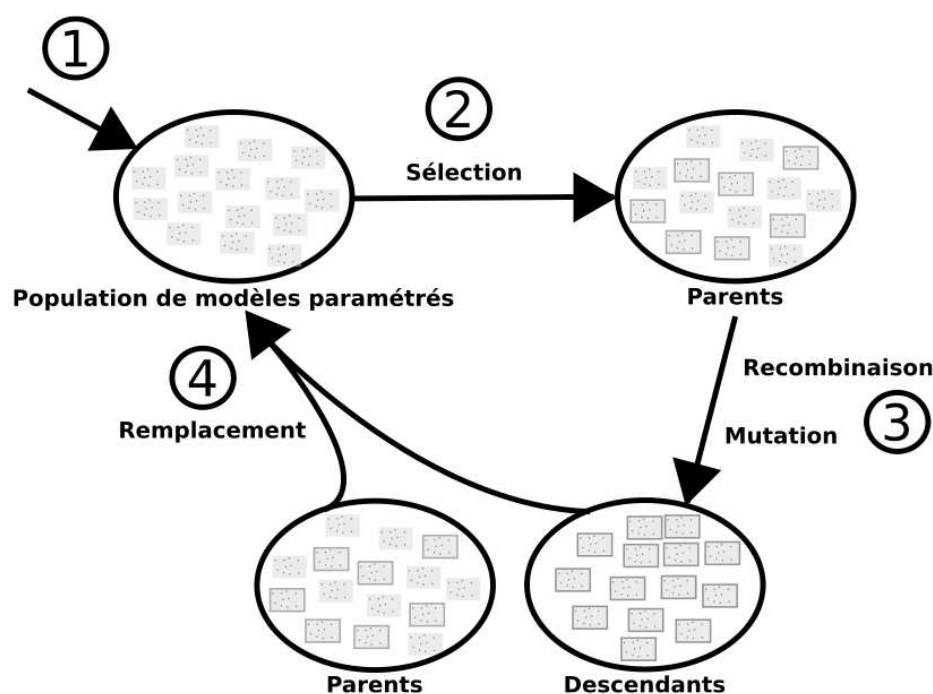 1
2
Sélection
Population de modèles paramétrés
Parents
4
Remplacement
Recombinaison
Mutation
3
Parents
Descendants